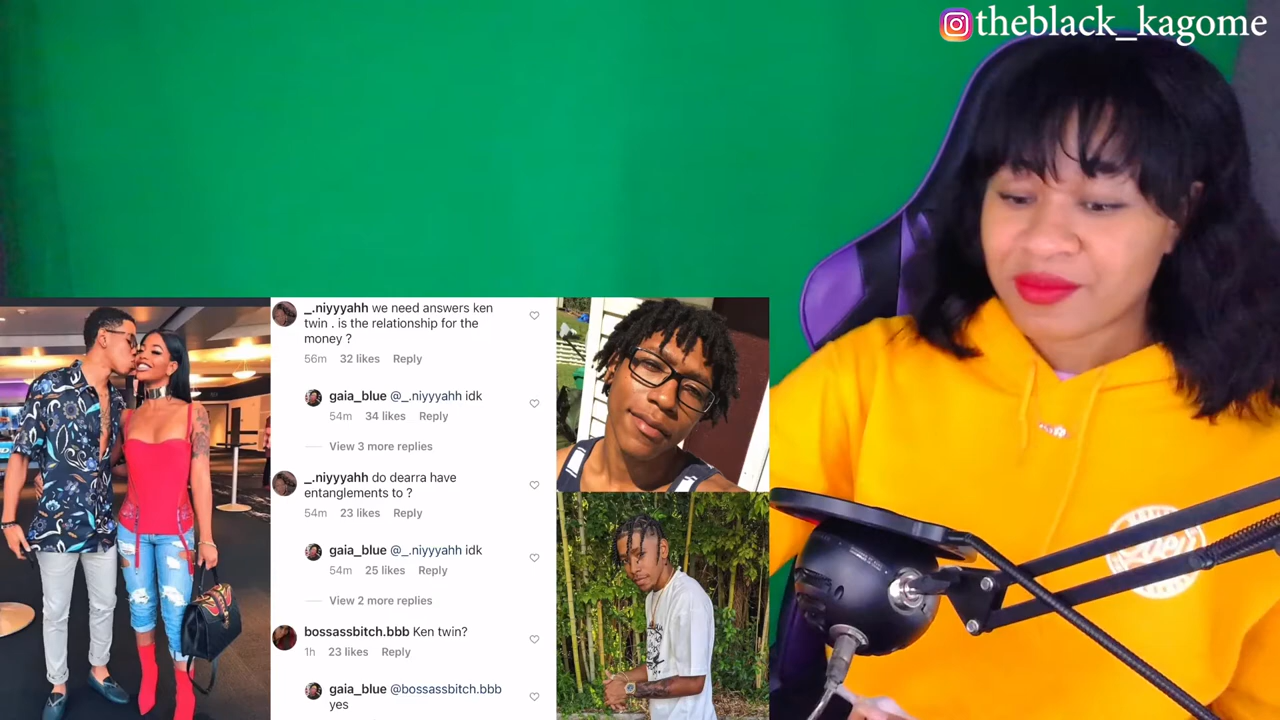 theblack_kagome
_.niyyyahh we need answers ken
twin . is the relationship for the
money ?
56m 32 likes Reply
gaia_blue @_.niyyyahh idk
54m 34 likes Reply
View 3 more replies
_.niyyyahh do dearra have
entanglements to ?
54m 23 likes Reply
gaia_blue @_.niyyyahh idk
54m 25 likes Reply
View 2 more replies
bossassbitch.bbb Ken twin?
1h 23 likes Reply
gaia_blue @bossassbitch.bbb
yes